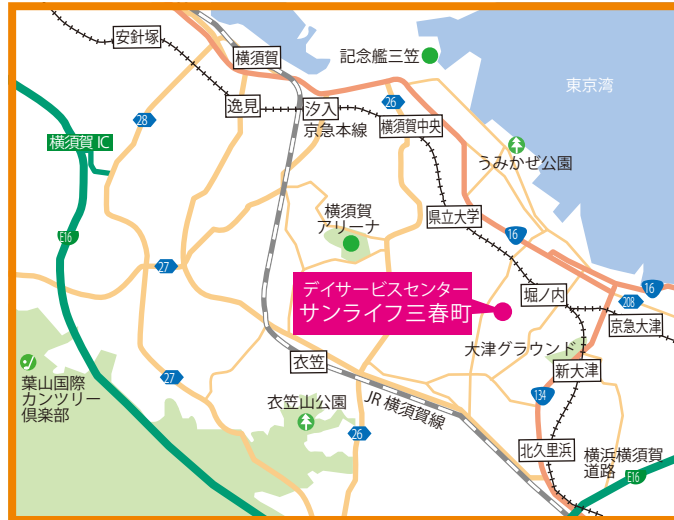 安針塚
横須賀
記念艦三笠
東京湾
逸見
汐入
26
28
京急本線
横須賀中央
横須賀 IC
うみかぜ公園
横須賀
アリーナ
県立大学
E16
16
27
デイサービスセンター
サンライフ三春町
堀ノ内
16
208
京急大津
大津グラウンド
衣笠
新大津
27
葉山国際
カンツリー
倶楽部
134
衣笠山公園
JR 横須賀線
26
北久里浜
横浜横須賀
道路
E16